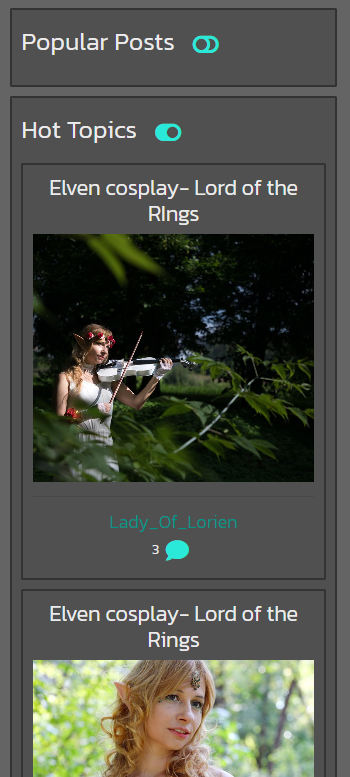 Popular Posts
Hot Topics
Elven cosplay- Lord of the
RIngs
Lady_Of_Lorien
3
Elven cosplay- Lord of the
Rings